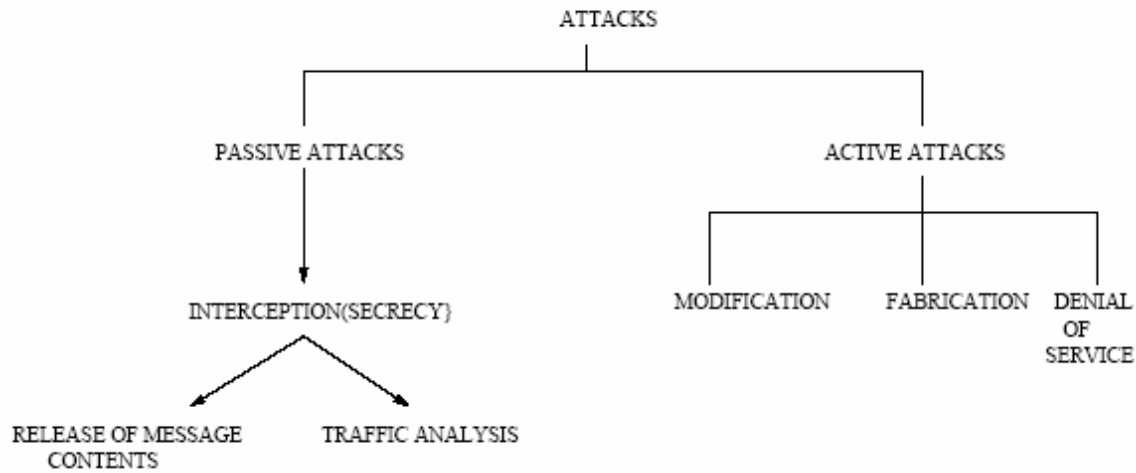 ATTACKS
PASSIVE ATTACKS
ACTIVE ATTACKS
INTERCEPTION(SECRECY}
MODIFICATION
FABRICATION
DENIAL
OF
SERVICE
RELEASE OF MESSAGE
CONTENTS
TRAFFIC ANALYSIS